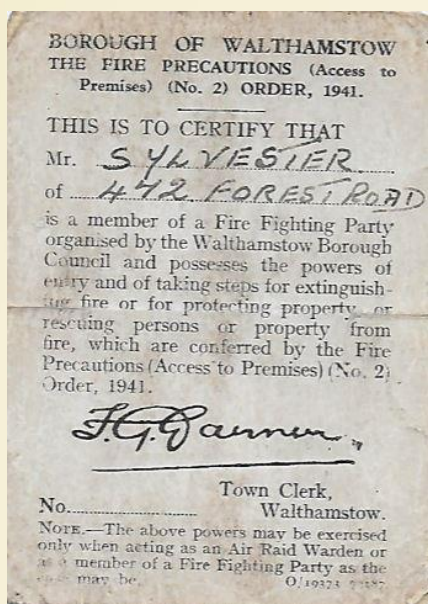 BOROUGH OF WALTHAMSTOW
THE FIRE PRECAUTIONS (Access to
Premises) (No. 2) ORDER, 1941.
THIS IS TO CERTIFY THAT
Mr. SYLVESTER
of 472 FOREST ROAD
is a member of a Fire Fighting Party
organised by the Walthamstow Borough
Council and possesses the powers of
entry and of taking steps for extinguish-
ing fire or for protecting property, or
rescuing persons or property from
fire, which are conferred by the Fire
Precautions (Access to Premises) (No. 2)
Order, 1941.
Town Clerk,
No. Walthamstow.
NOTE.—The above powers may be exercised
only when acting as an Air Raid Warden or
as a member of a Fire Fighting Party as the
case may be.